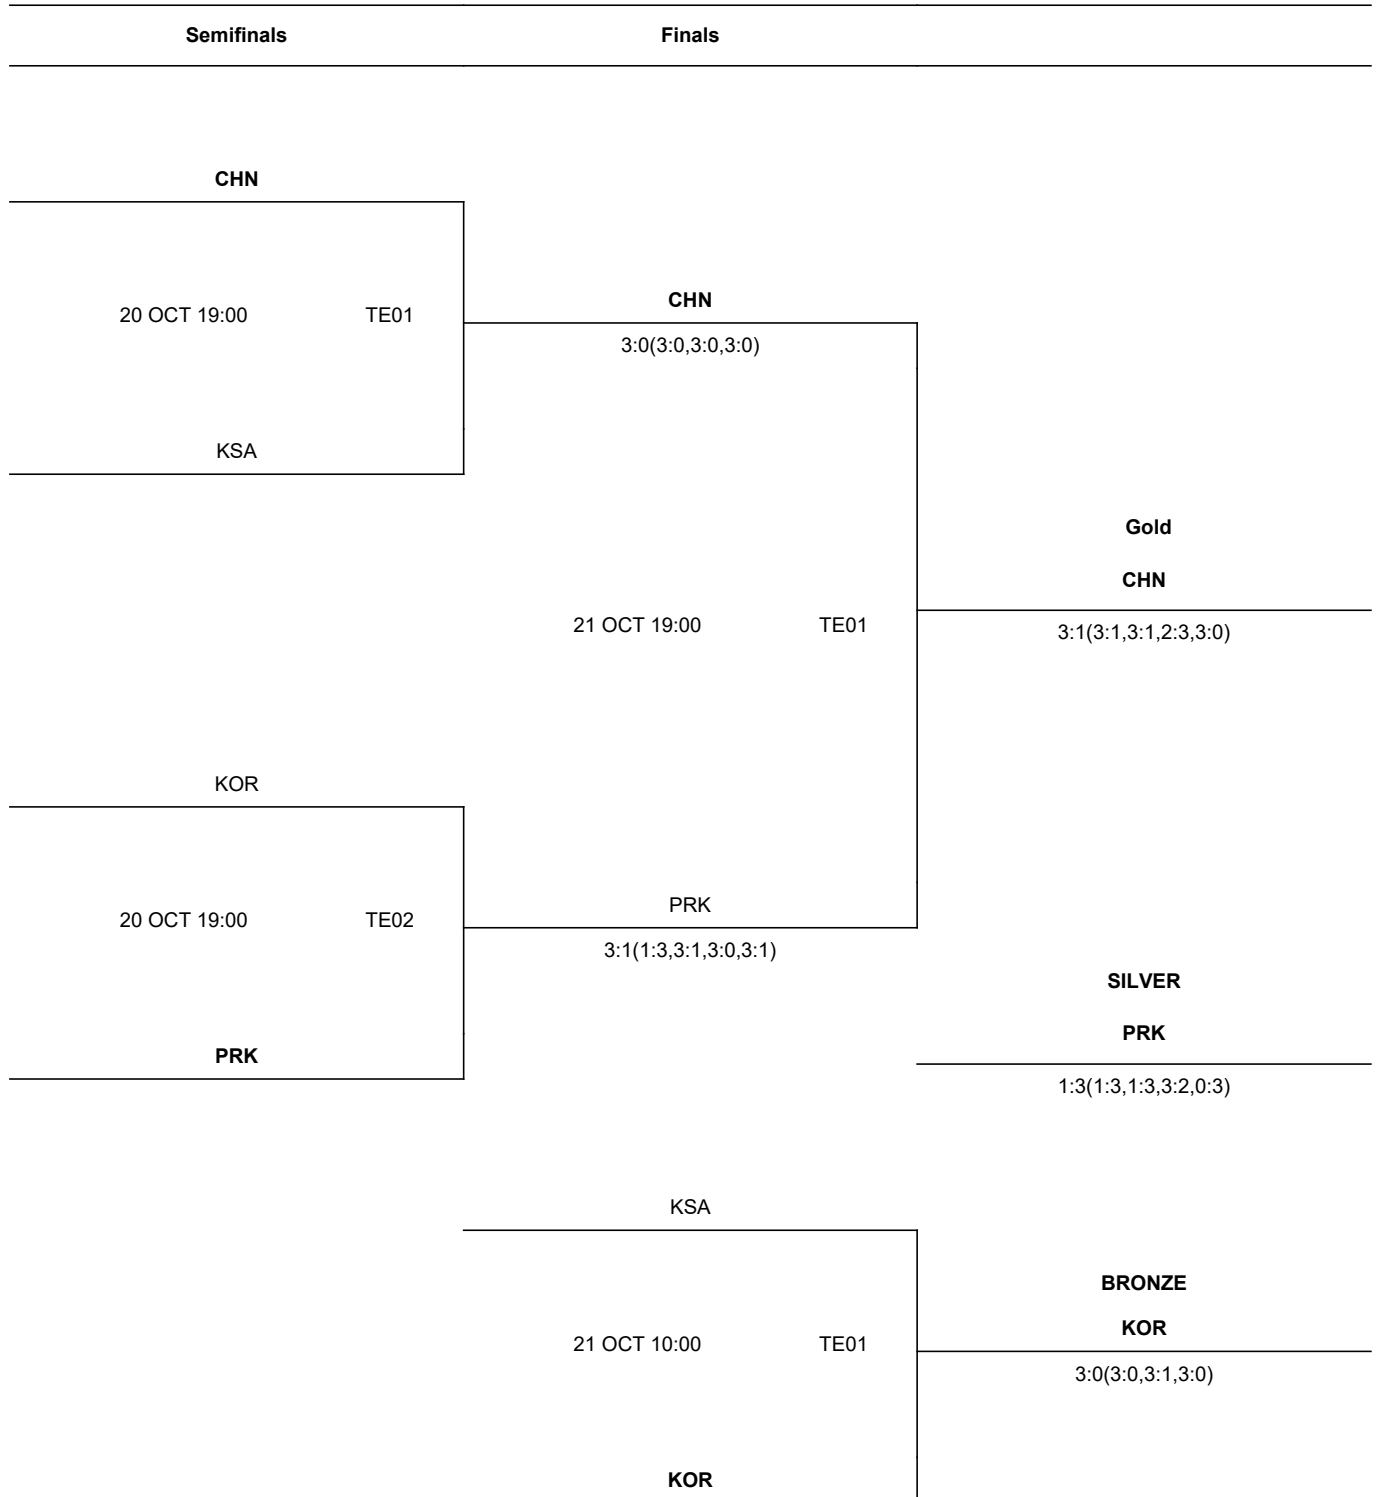 Semifinals Finals
CHN
20 OCT 19:00 TE01
CHN
3:0(3:0,3:0,3:0)
KSA
Gold
CHN
21 OCT 19:00 TE01
3:1(3:1,3:1,2:3,3:0)
KOR
20 OCT 19:00 TE02
PRK
3:1(1:3,3:1,3:0,3:1)
PRK
SILVER
PRK
1:3(1:3,1:3,3:2,0:3)
KSA
BRONZE
21 OCT 10:00 TE01
KOR
3:0(3:0,3:1,3:0)
KOR